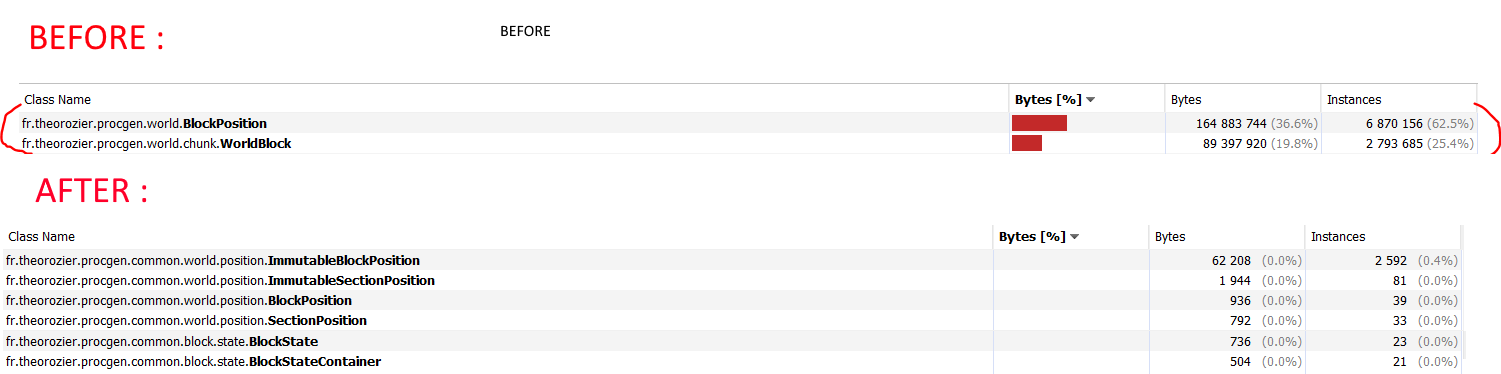 BEFORE :
BEFORE
Class Name Bytes [%] Bytes Instances
fr.theorozier.procgen.world.BlockPosition 164 883 744 (36.6%) 6 870 156 (62.5%)
fr.theorozier.procgen.world.chunk.WorldBlock 89 397 920 (19.8%) 2 793 685 (25.4%)
AFTER :
Class Name Bytes [%] Bytes Instances
fr.theorozier.procgen.common.world.position.ImmutableBlockPosition 62 208 (0.0%) 2 592 (0.4%)
fr.theorozier.procgen.common.world.position.ImmutableSectionPosition 1 944 (0.0%) 81 (0.0%)
fr.theorozier.procgen.common.world.position.BlockPosition 936 (0.0%) 39 (0.0%)
fr.theorozier.procgen.common.world.position.SectionPosition 792 (0.0%) 33 (0.0%)
fr.theorozier.procgen.common.block.state.BlockState 736 (0.0%) 23 (0.0%)
fr.theorozier.procgen.common.block.state.BlockStateContainer 504 (0.0%) 21 (0.0%)